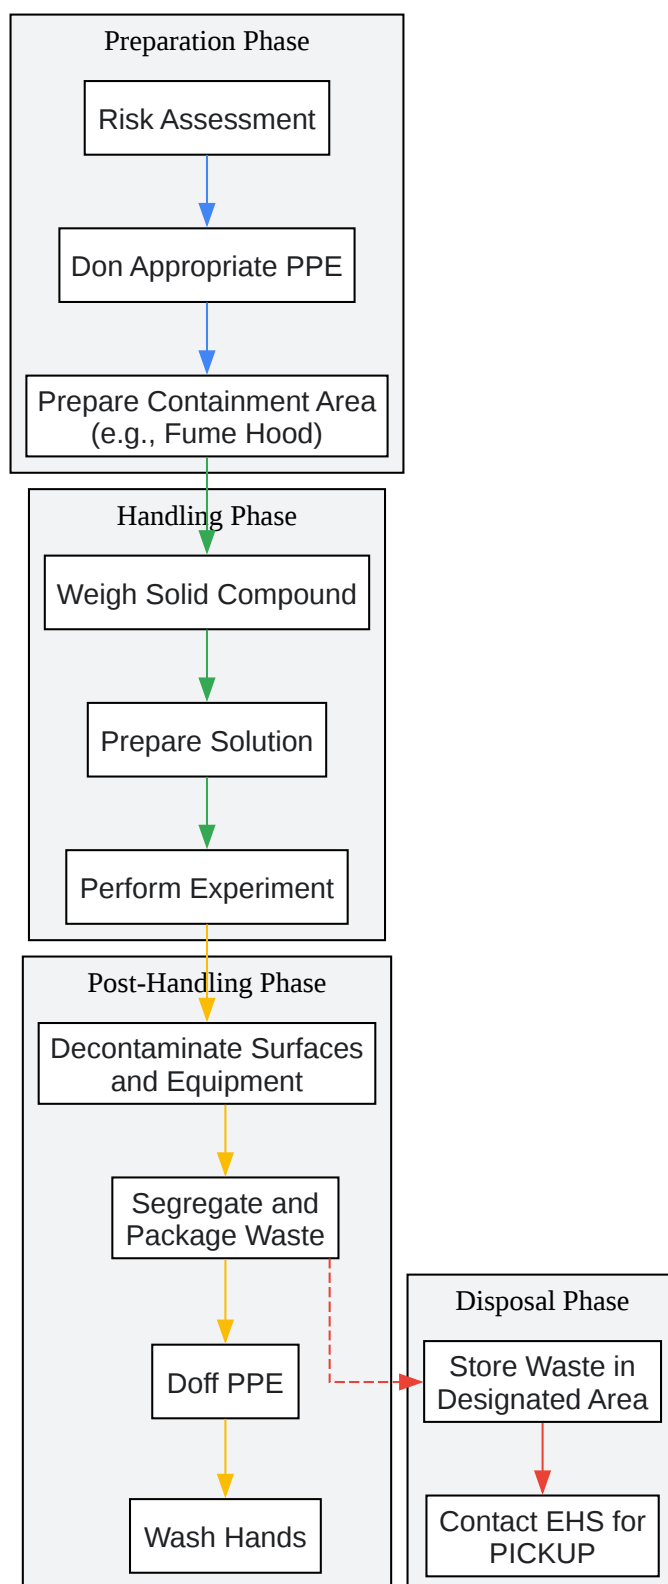 Preparation Phase
Risk Assessment
Don Appropriate PPE
Prepare Containment Area
(e.g., Fume Hood)
Handling Phase
Weigh Solid Compound
Prepare Solution
Perform Experiment
Post-Handling Phase
Decontaminate Surfaces
and Equipment
Segregate and
Package Waste
Doff PPE
Wash Hands
Disposal Phase
Store Waste in
Designated Area
Contact EHS for
PICKUP